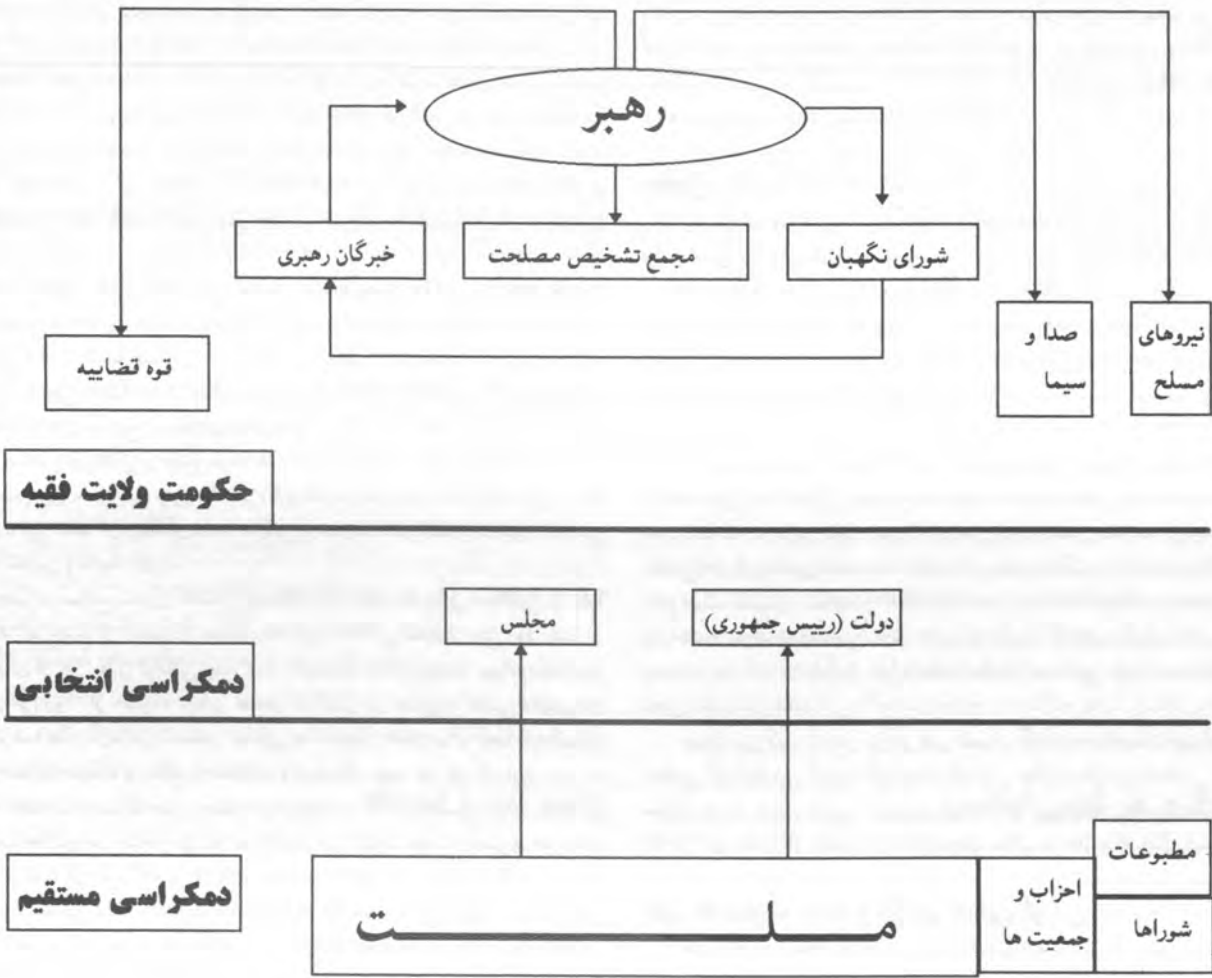 رهبر
شورای نگهبان
مجمع تشخیص مصلحت
خبرگان رهبری
نیروهای
مسلح
صدا و
سیما
قوه قضاییه
حکومت ولایت فقیه
دولت (رییس جمهوری)
مجلس
دمکراسی انتخابی
مطبوعات
شوراها
احزاب و
جمعیت ها
مـلـــت
دمکراسی مستقیم